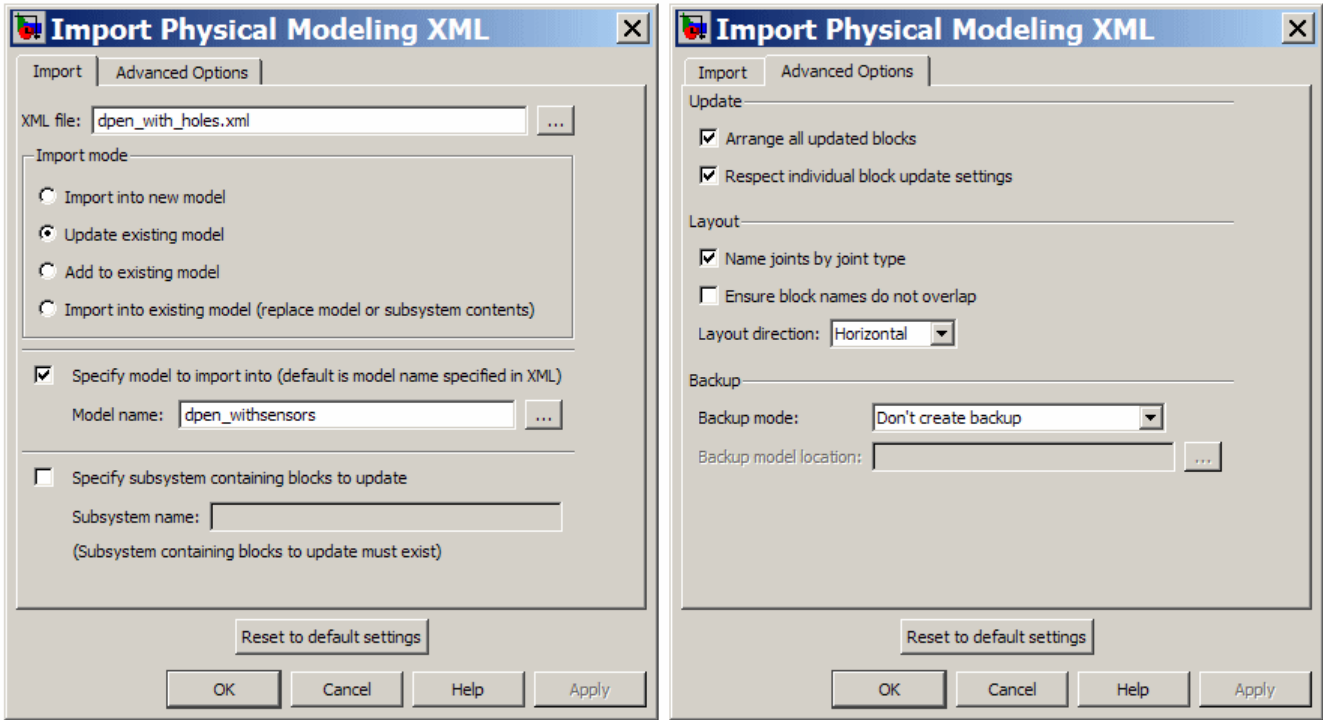 Import Physical Modeling XML
Import
Advanced Options
XML file: dpen_with_holes.xml ...
Import mode
Import into new model
Update existing model
Add to existing model
Import into existing model (replace model or subsystem contents)
Specify model to import into (default is model name specified in XML)
Model name: dpen_withsensors ...
Specify subsystem containing blocks to update
Subsystem name:
(Subsystem containing blocks to update must exist)
Reset to default settings
OK Cancel Help Apply
Import Physical Modeling XML
Import
Advanced Options
Update
Arrange all updated blocks
Respect individual block update settings
Layout
Name joints by joint type
Ensure block names do not overlap
Layout direction: Horizontal
Backup
Backup mode: Don't create backup
Backup model location: ...
Reset to default settings
OK Cancel Help Apply